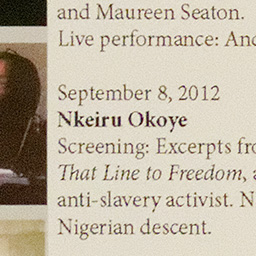 and Maureen Seaton.
Live performance: And
September 8, 2012
Nkeiru Okoye
Screening: Excerpts fro
That Line to Freedom, a
anti-slavery activist. N
Nigerian descent.